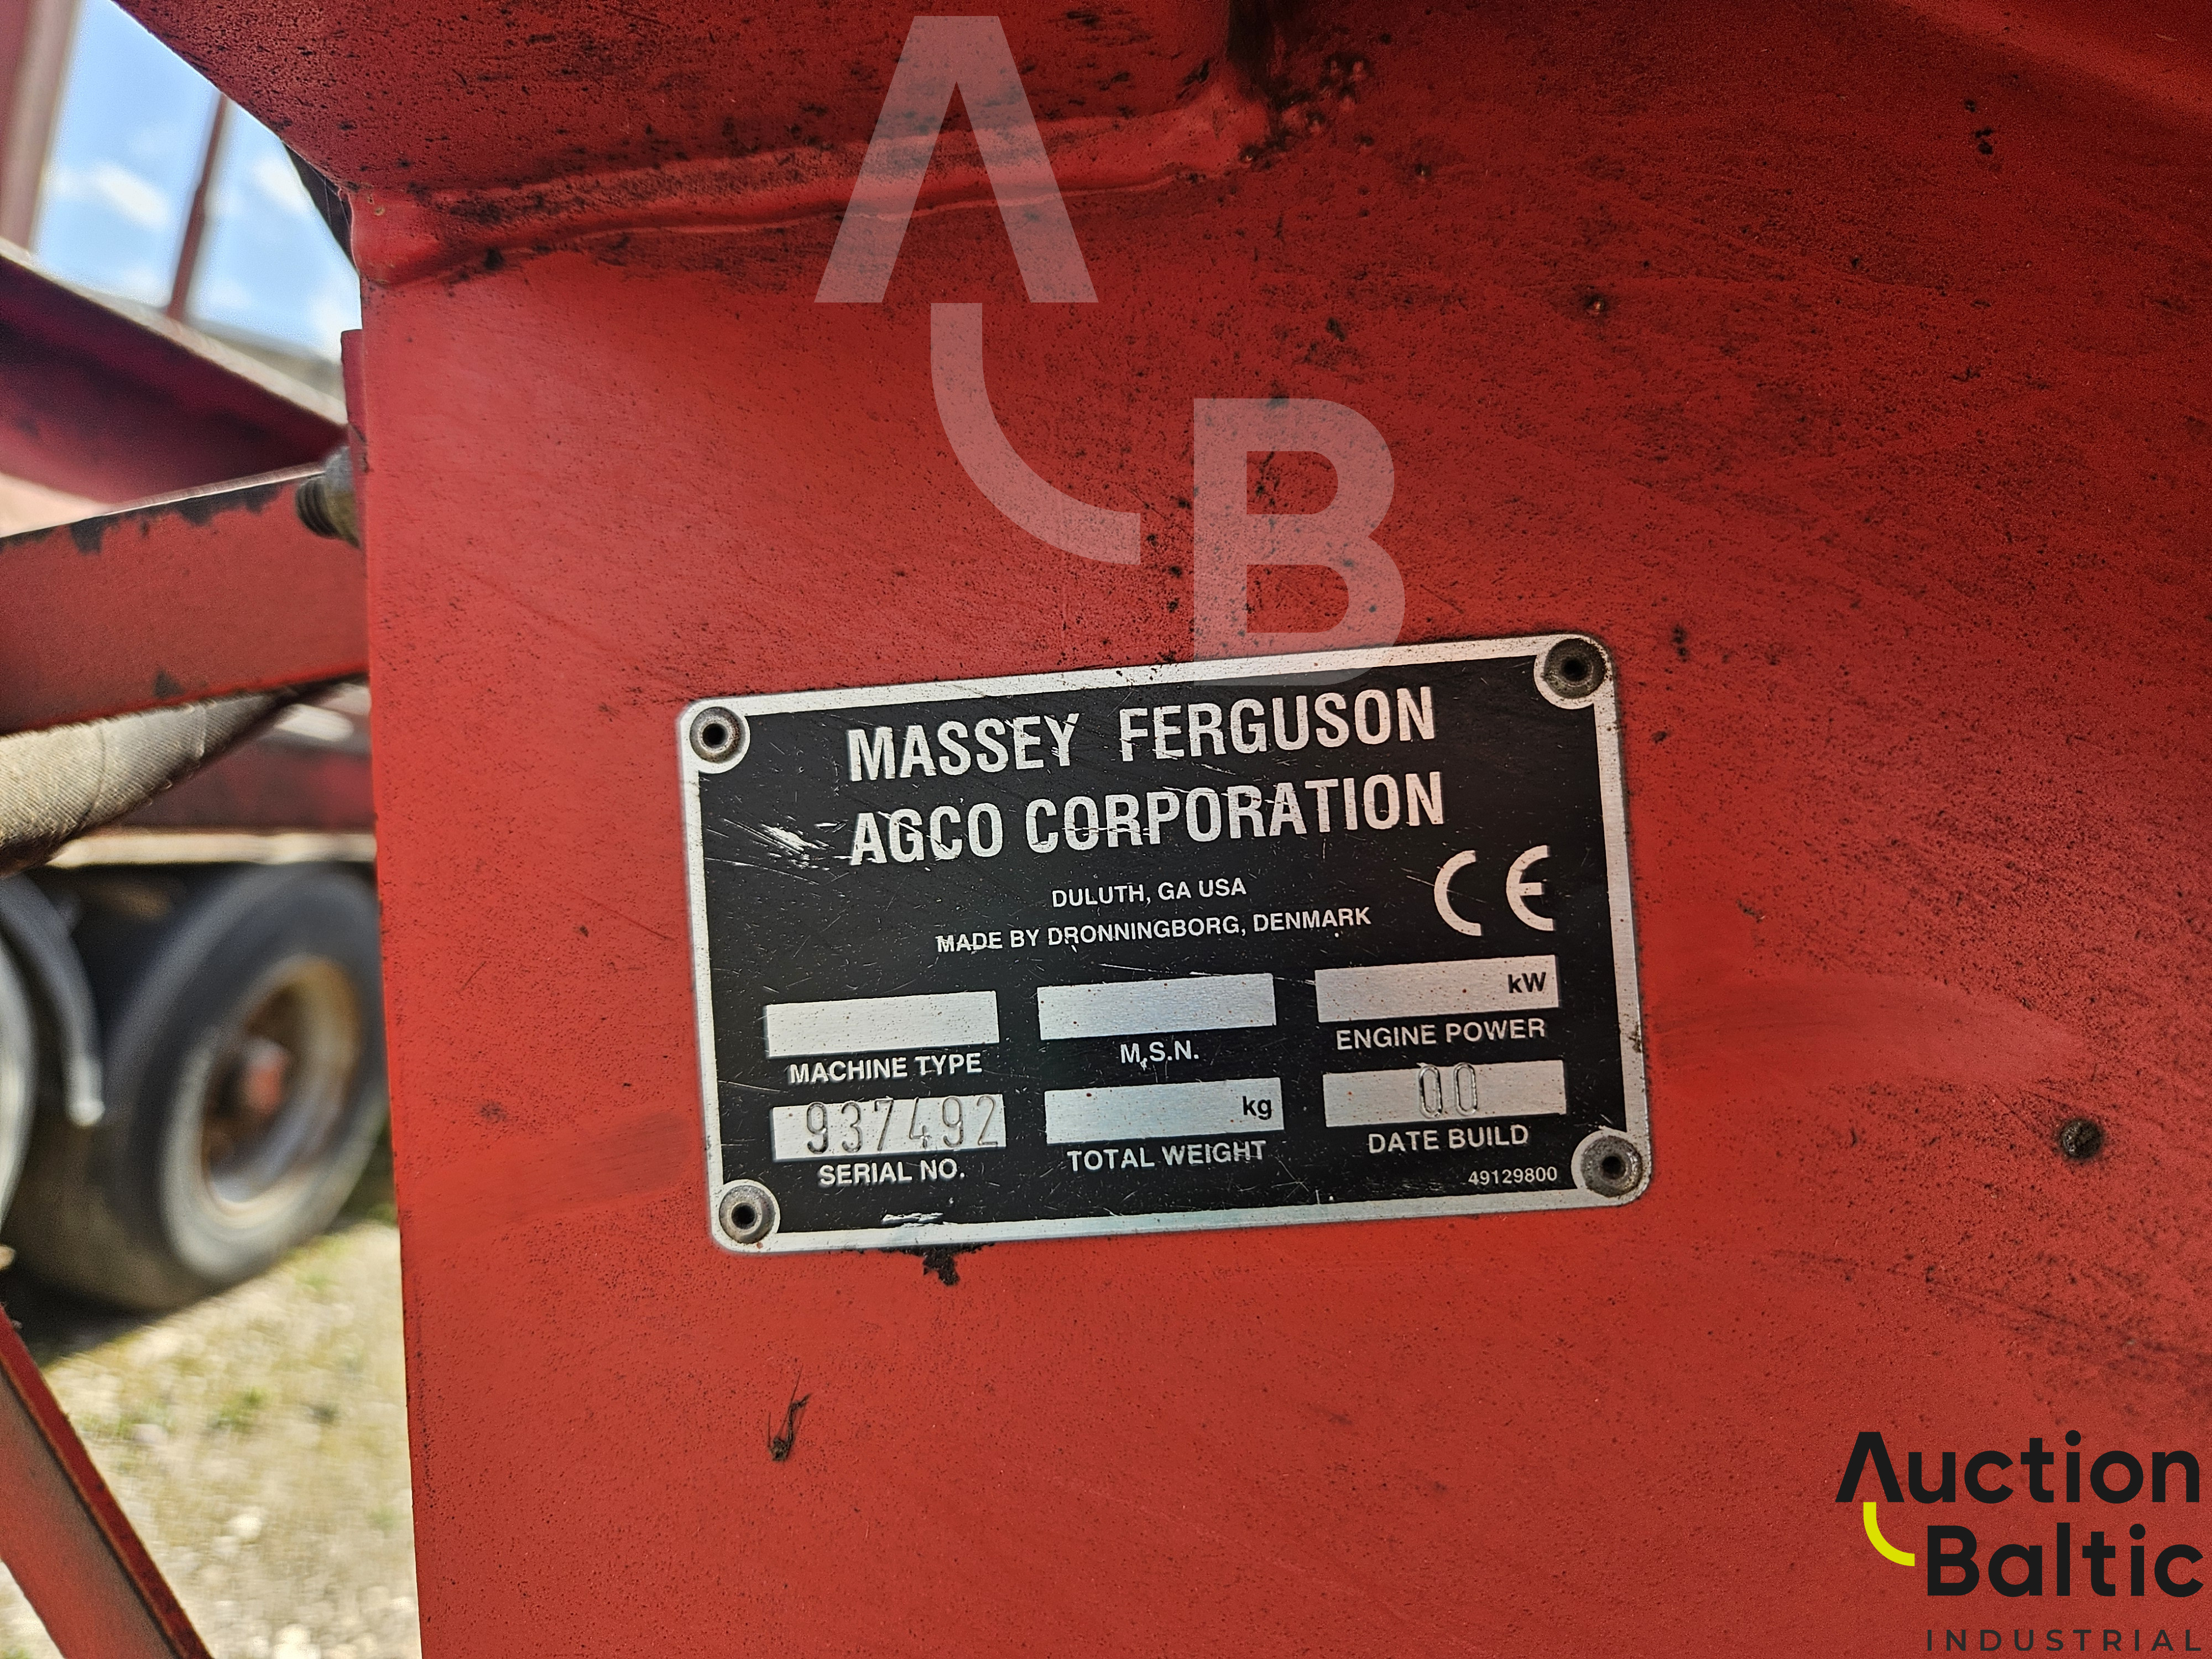 A
B
MASSEY FERGUSON
AGCO CORPORATION
DULUTH, GA USA
MADE BY DRONNINGBORG, DENMARK
CE
kW
MACHINE TYPE
M.S.N.
ENGINE POWER
937492
kg
00
SERIAL NO.
TOTAL WEIGHT
DATE BUILD
49129800
Auction
Baltic
INDUSTRIAL